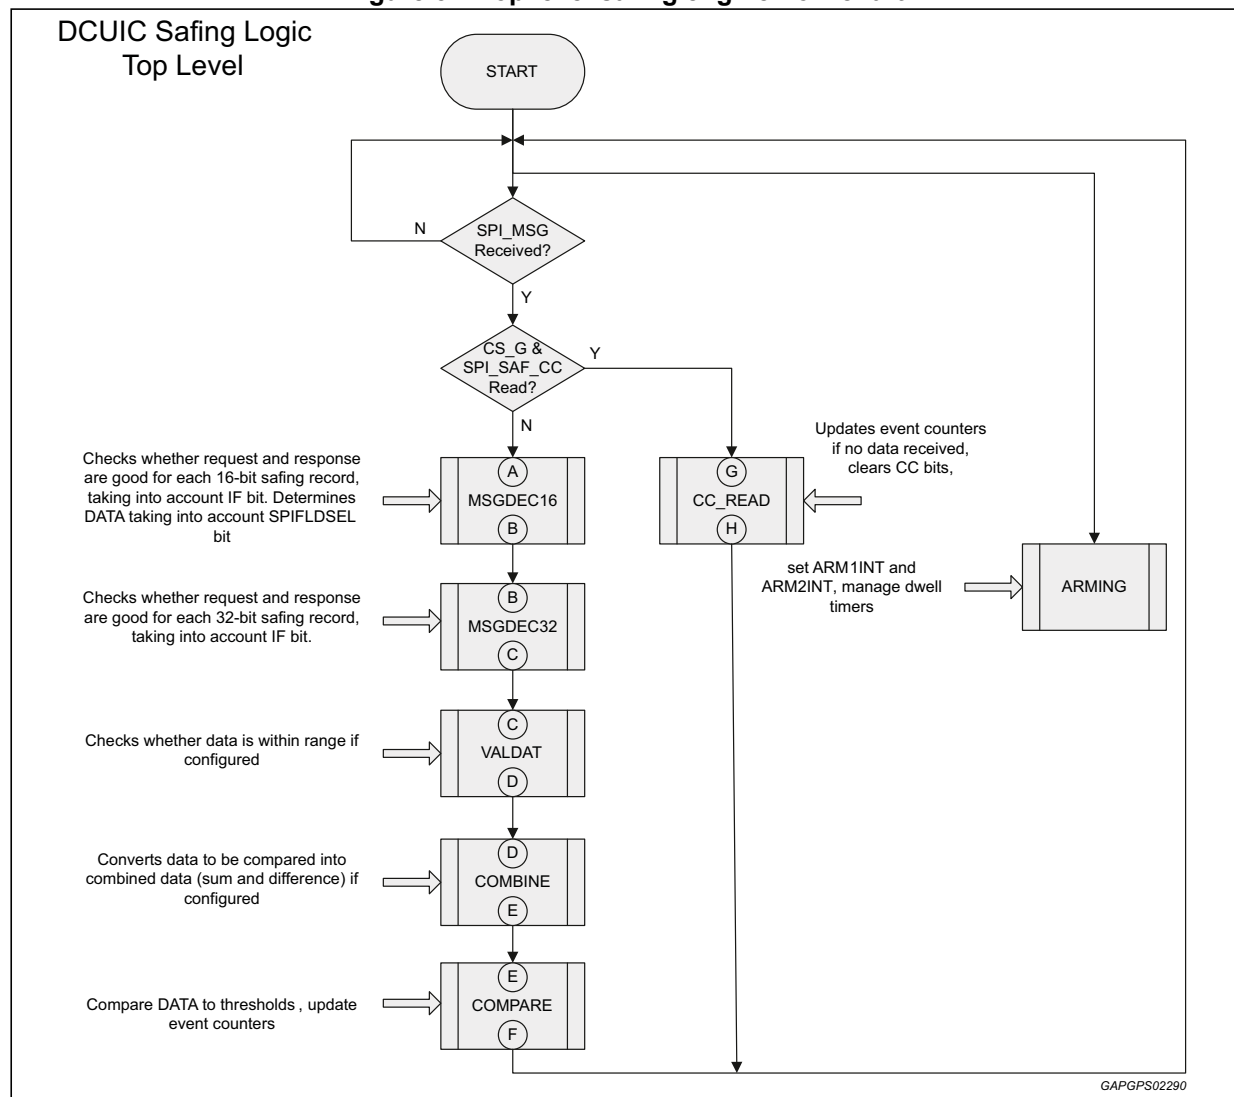 DCUIC Safing Logic
Top Level
START
N
SPI_MSG
Received?
Y
CS_G &
SPI_SAF_CC
Read?
Y
N
Checks whether request and response
are good for each 16-bit safing record,
taking into account IF bit. Determines
DATA taking into account SPIFLDSEL
bit
A
MSGDEC16
B
Updates event counters
if no data received,
clears CC bits,
G
CC_READ
H
set ARM1INT and
ARM2INT, manage dwell
timers
ARMING
Checks whether request and response
are good for each 32-bit safing record,
taking into account IF bit.
B
MSGDEC32
C
Checks whether data is within range if
configured
C
VALDAT
D
Converts data to be compared into
combined data (sum and difference) if
configured
D
COMBINE
E
Compare DATA to thresholds , update
event counters
E
COMPARE
F
GAPGPS02290